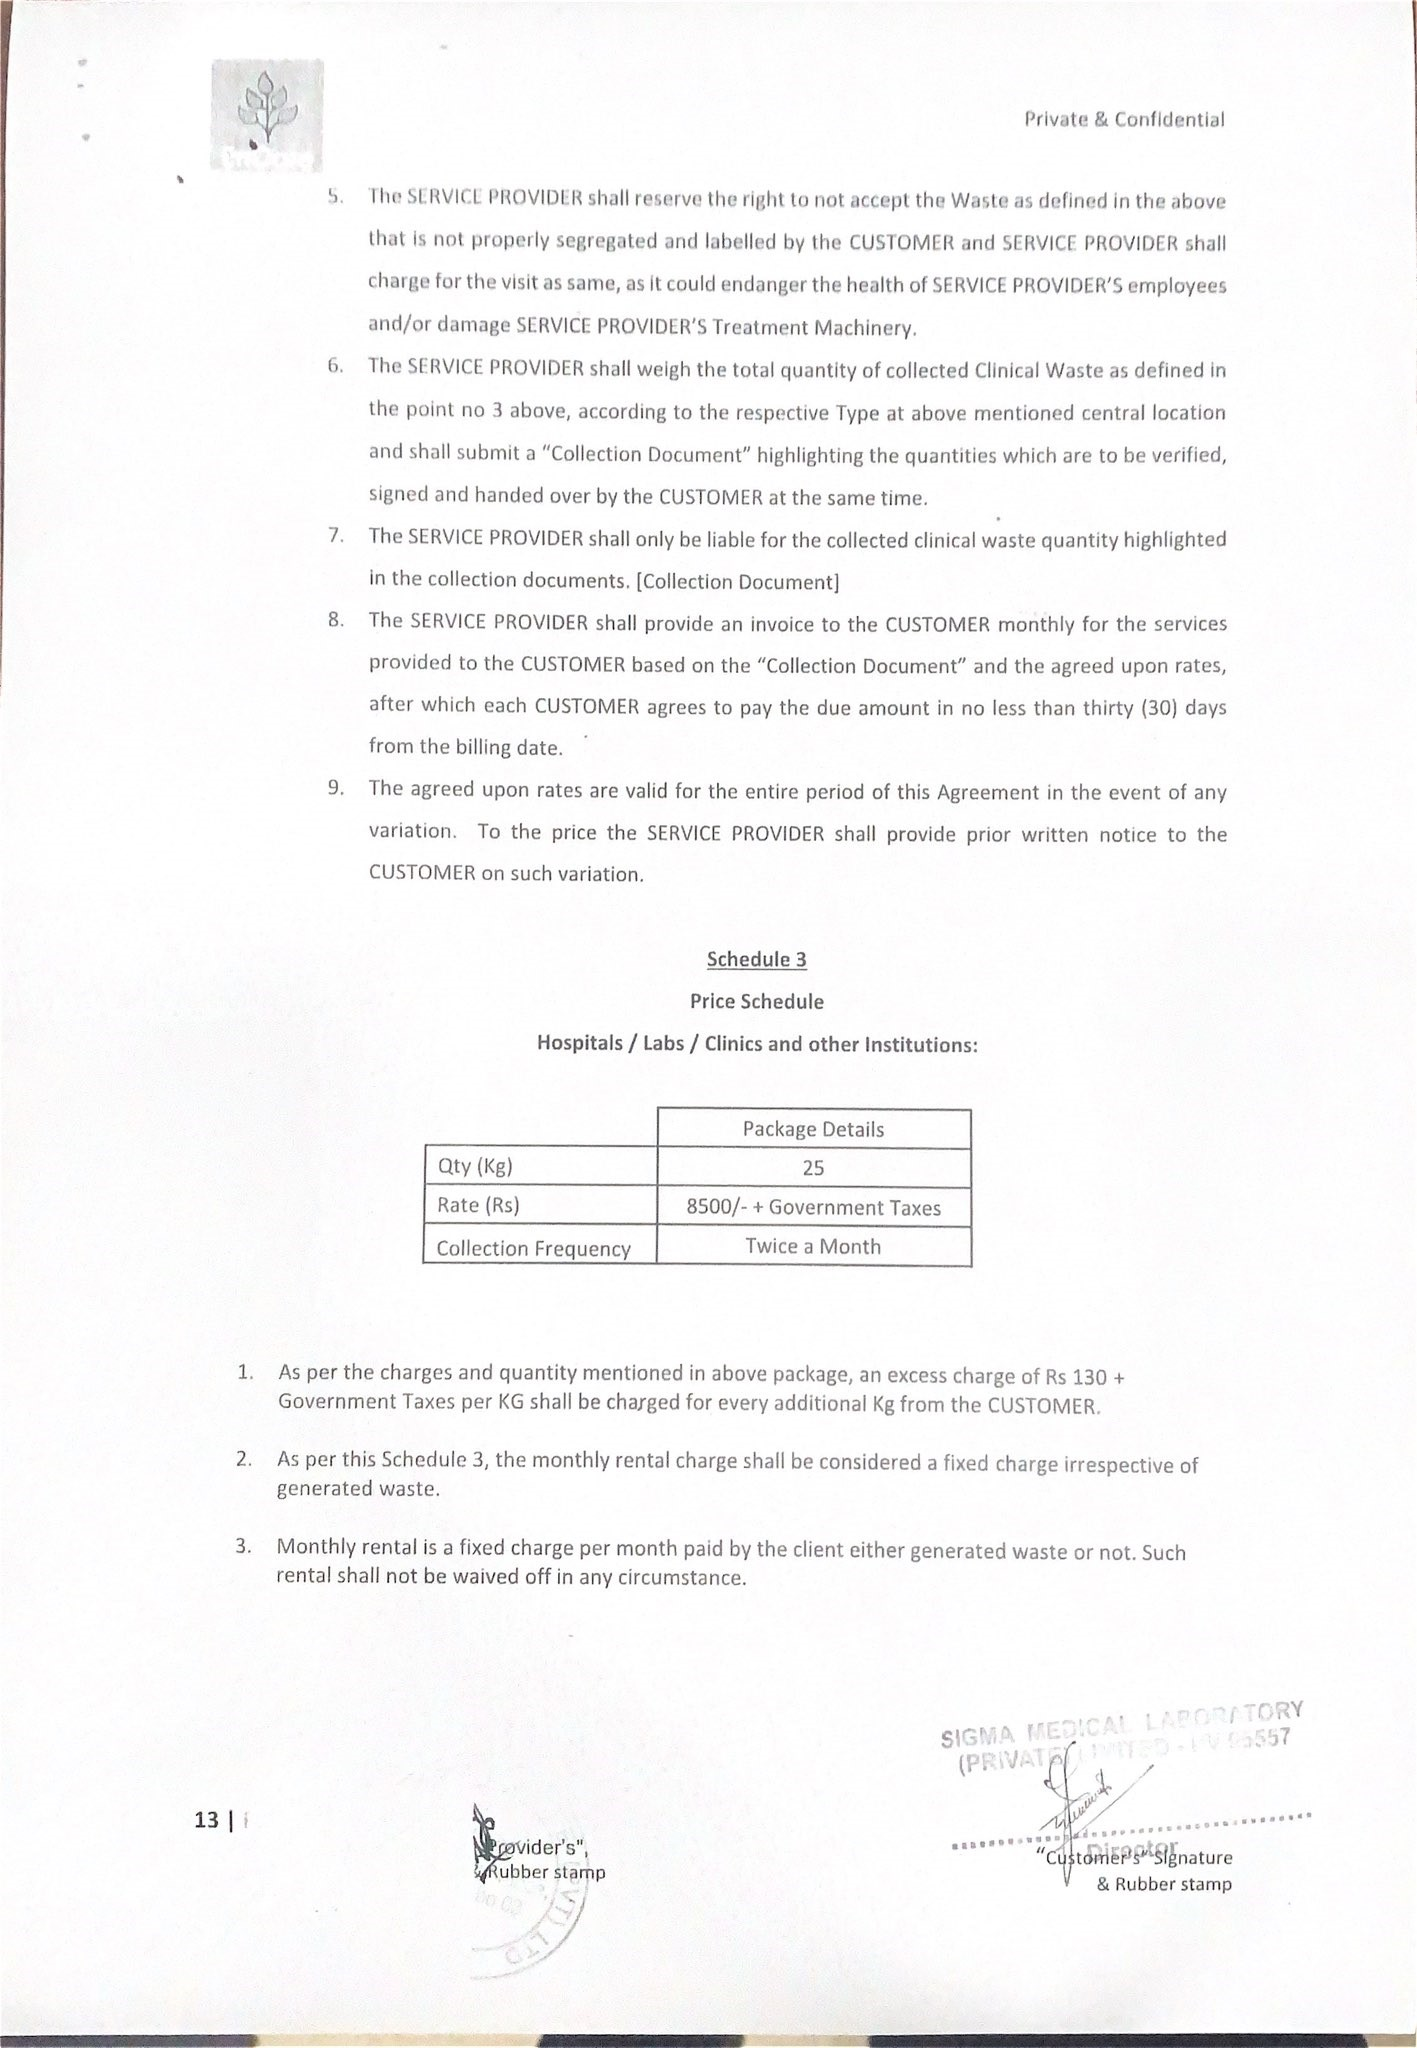 Private & Confidential
5. The SERVICE PROVIDER shall reserve the right to not accept the Waste as defined in the above
that is not properly segregated and labelled by the CUSTOMER and SERVICE PROVIDER shall
charge for the visit as same, as it could endanger the health of SERVICE PROVIDER'S employees
and/or damage SERVICE PROVIDER'S Treatment Machinery.
6. The SERVICE PROVIDER shall weigh the total quantity of collected Clinical Waste as defined in
the point no 3 above, according to the respective Type at above mentioned central location
and shall submit a "Collection Document" highlighting the quantities which are to be verified,
signed and handed over by the CUSTOMER at the same time.
7. The SERVICE PROVIDER shall only be liable for the collected clinical waste quantity highlighted
in the collection documents. [Collection Document]
8. The SERVICE PROVIDER shall provide an invoice to the CUSTOMER monthly for the services
provided to the CUSTOMER based on the "Collection Document" and the agreed upon rates,
after which each CUSTOMER agrees to pay the due amount in no less than thirty (30) days
from the billing date.
9. The agreed upon rates are valid for the entire period of this Agreement in the event of any
variation. To the price the SERVICE PROVIDER shall provide prior written notice to the
CUSTOMER on such variation.
Schedule 3
Price Schedule
Hospitals / Labs / Clinics and other Institutions:
Package Details
Qty (Kg) 25
Rate (Rs) 8500/- + Government Taxes
Collection Frequency Twice a Month
1. As per the charges and quantity mentioned in above package, an excess charge of Rs 130 +
Government Taxes per KG shall be charged for every additional Kg from the CUSTOMER.
2. As per this Schedule 3, the monthly rental charge shall be considered a fixed charge irrespective of
generated waste.
3. Monthly rental is a fixed charge per month paid by the client either generated waste or not. Such
rental shall not be waived off in any circumstance.
SIGMA MEDICAL LABORATORY
(PRIVATE) LIMITED - PV 95557
13 |
Provider's",
& Rubber stamp
(PVT) LTD
Director
"Customer's" Signature
& Rubber stamp